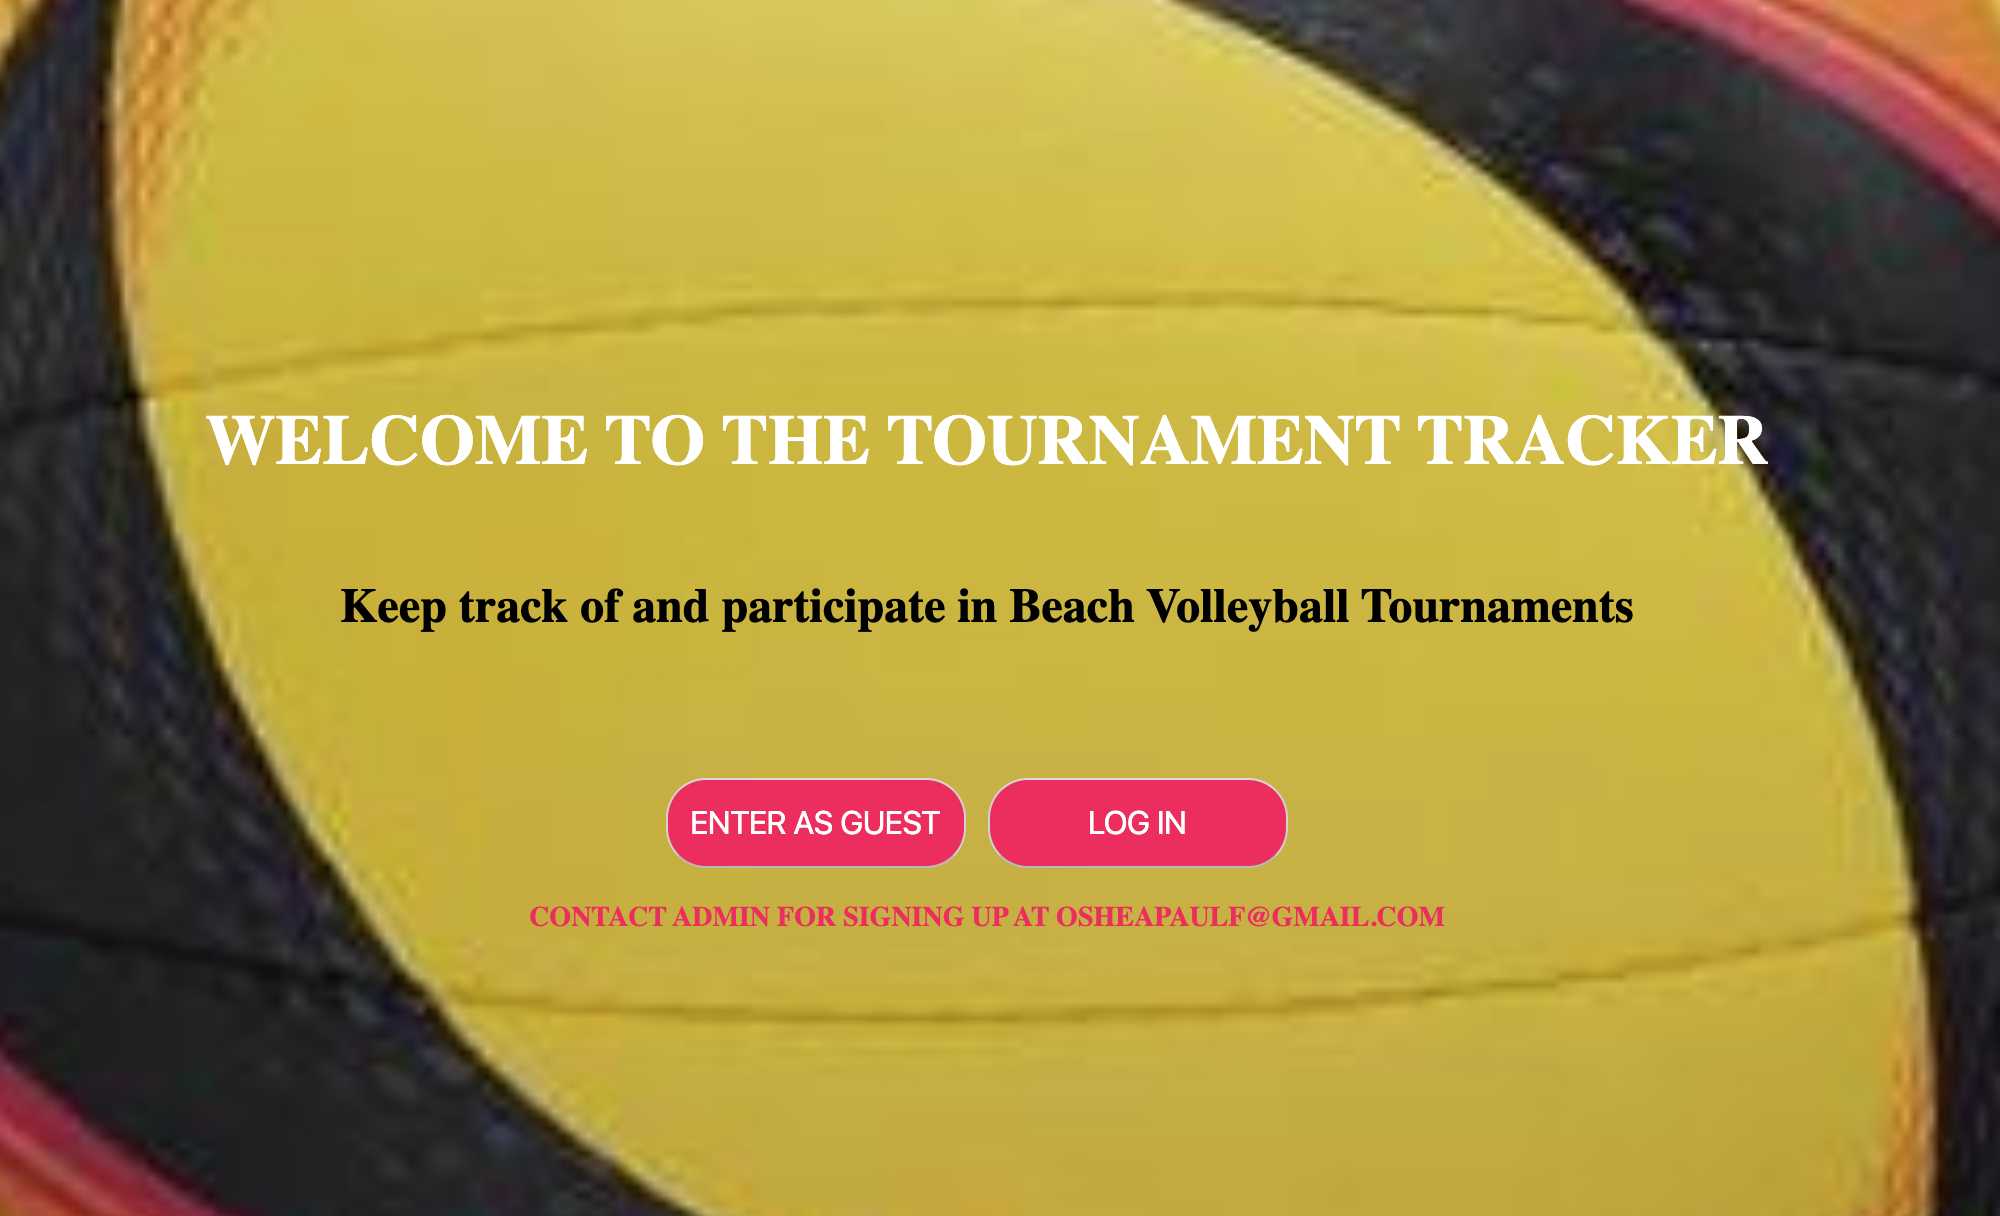 WELCOME TO THE TOURNAMENT TRACKER
Keep track of and participate in Beach Volleyball Tournaments
ENTER AS GUEST LOG IN
CONTACT ADMIN FOR SIGNING UP AT OSHEAPAULF@GMAIL.COM